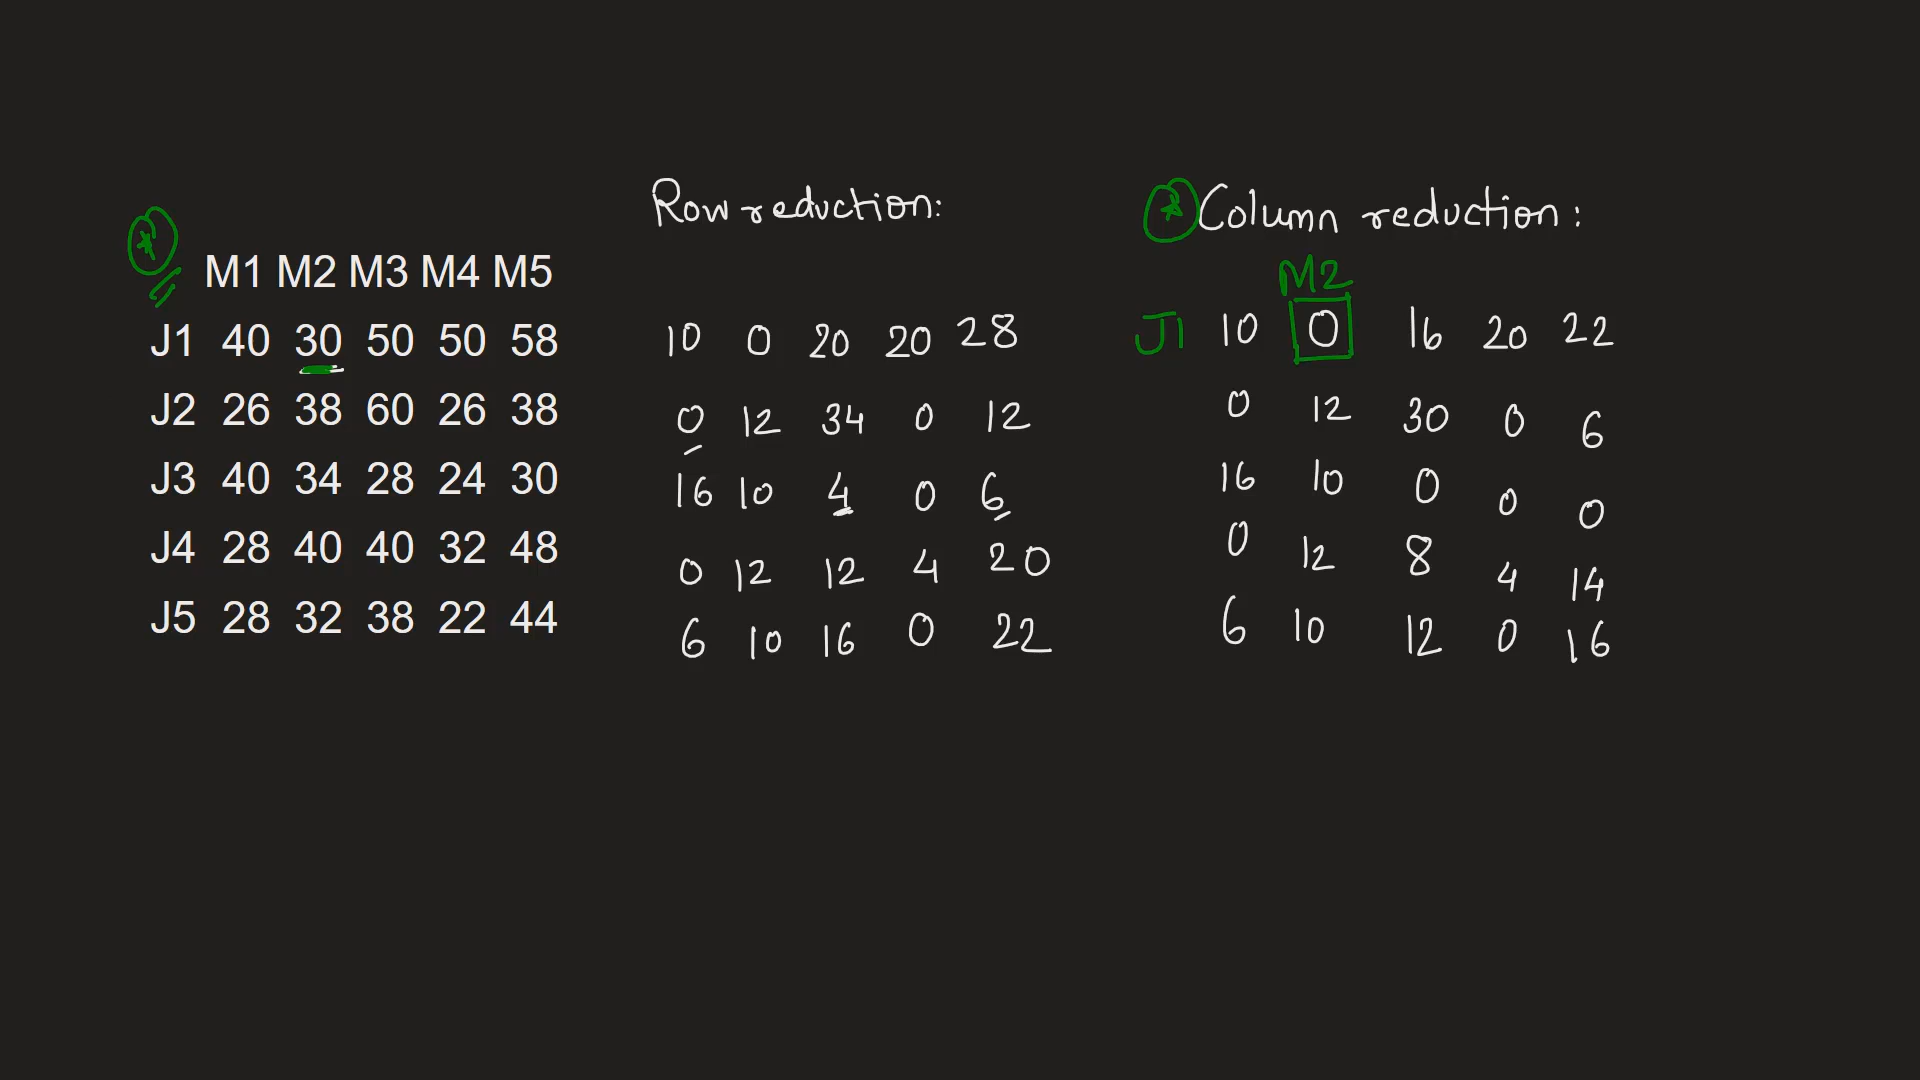 Row reduction:
* Column reduction:
*
M1 M2 M3 M4 M5
M2
J1 40 30 50 50 58
10 0 20 20 28
J1 10 0 16 20 22
J2 26 38 60 26 38
0 12 34 0 12
0 12 30 0 6
J3 40 34 28 24 30
16 10 4 0 6
16 10 0 0 0
J4 28 40 40 32 48
0 12 12 4 20
0 12 8 4 14
J5 28 32 38 22 44
6 10 16 0 22
6 10 12 0 16